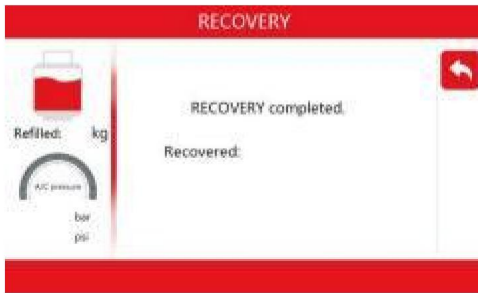 RECOVERY
RECOVERY completed.
Refilled: kg
Recovered:
A/C pressure
bar
psi